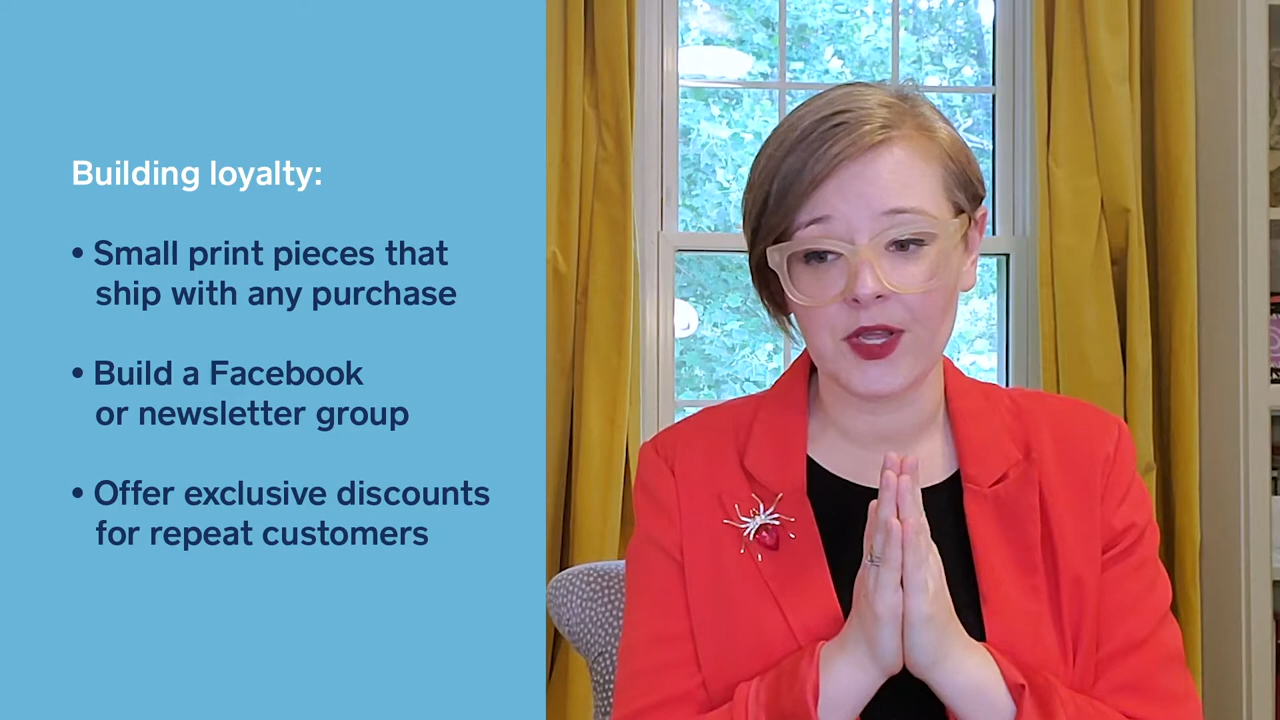 Building loyalty:
• Small print pieces that
ship with any purchase
• Build a Facebook
or newsletter group
• Offer exclusive discounts
for repeat customers